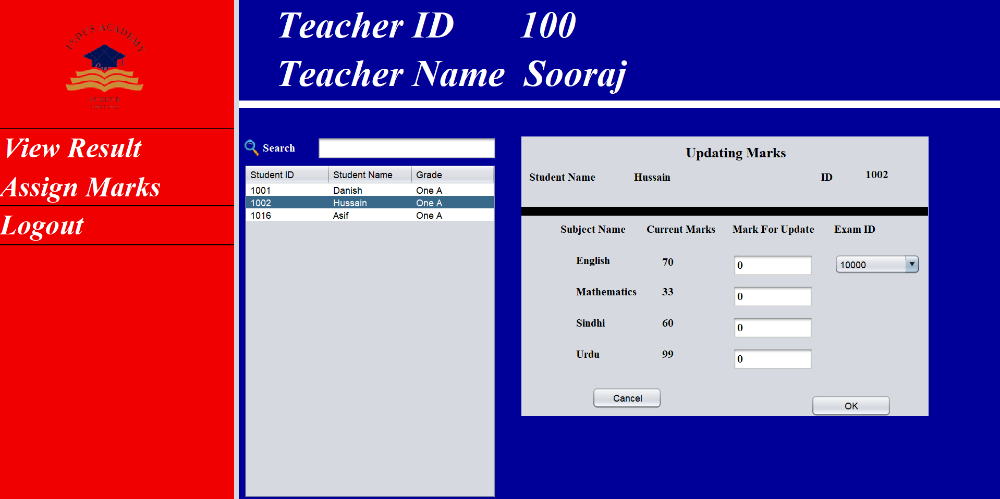 INDUS ACADEMY
View Result
Assign Marks
Logout
Teacher ID 100
Teacher Name Sooraj
Search
Student ID Student Name Grade
1001 Danish One A
1002 Hussain One A
1016 Asif One A
Updating Marks
Student Name Hussain ID 1002
Subject Name Current Marks Mark For Update Exam ID
English 70 0 10000
Mathematics 33 0
Sindhi 60 0
Urdu 99 0
Cancel
OK